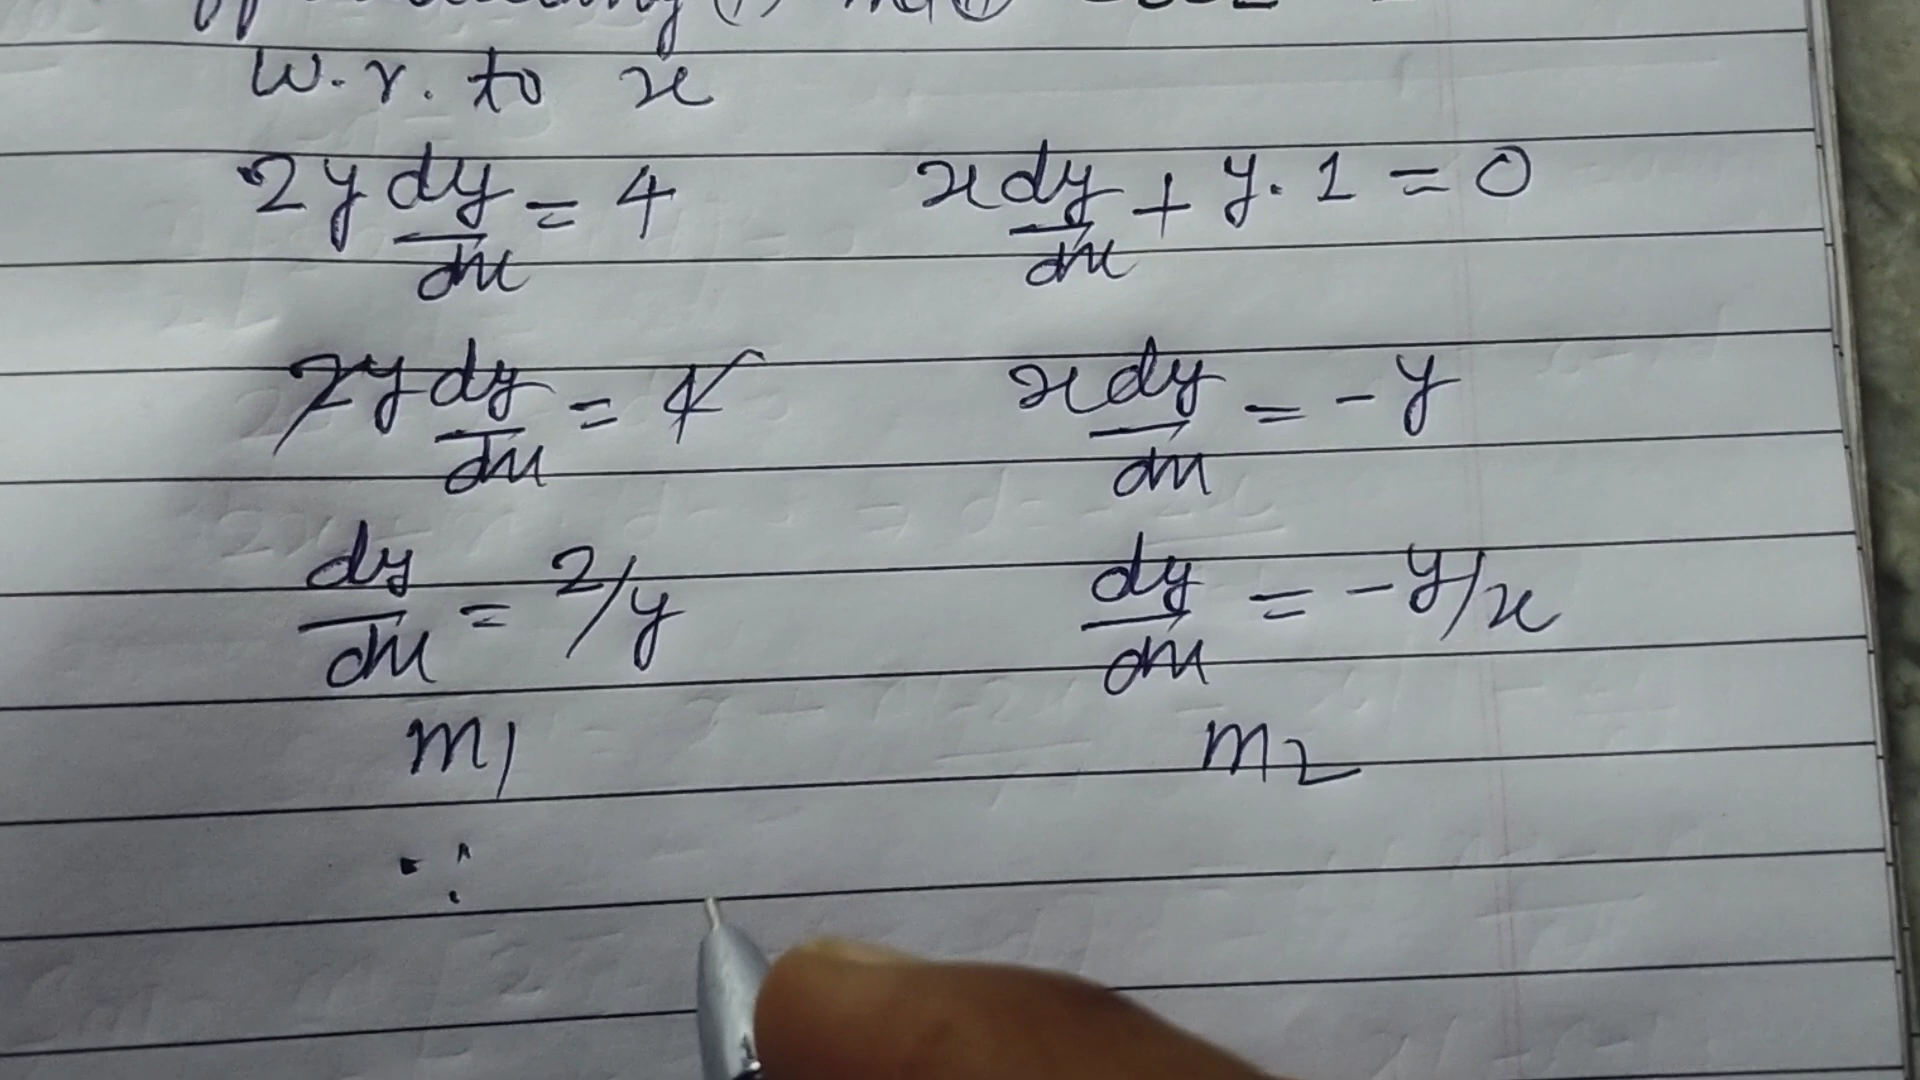 w.r. to x
2y dy/dx = 4 x dy/dx + y. 1 = 0
2y dy/dx = 4 x dy/dx = -y
dy/dx = 2/y dy/dx = -y/x
m1 m2
∵